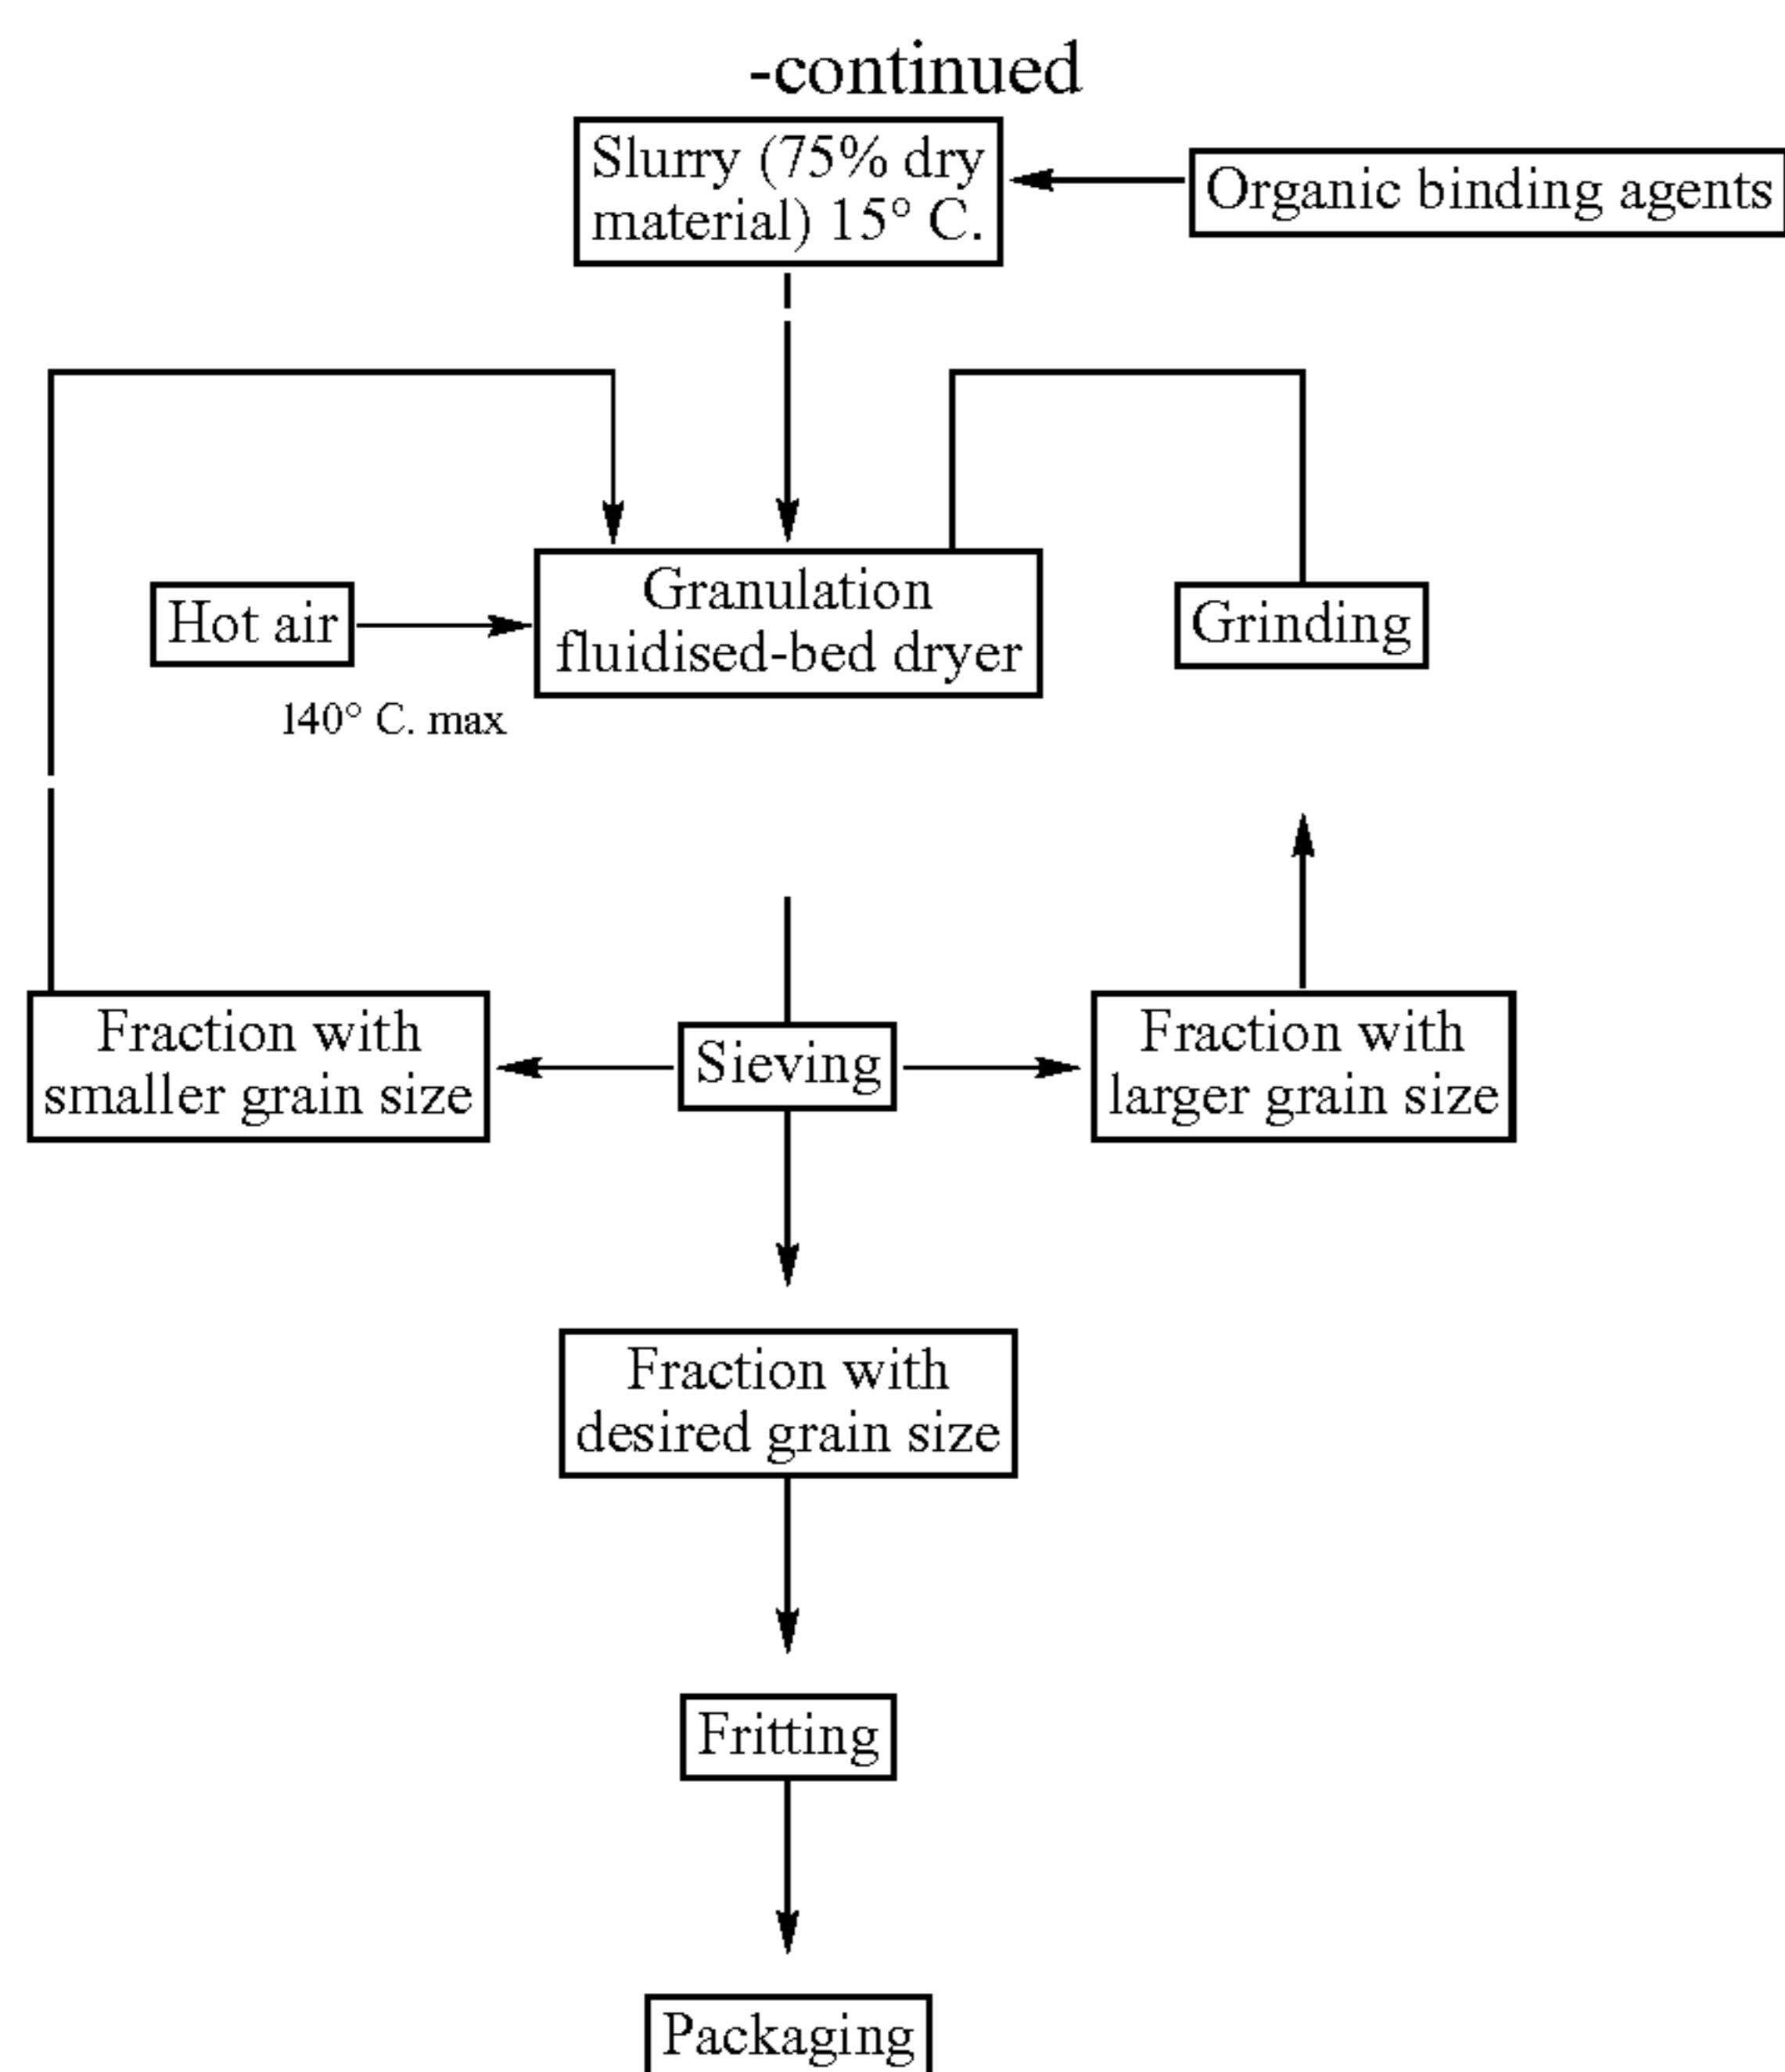 -continued
Slurry (75% dry
material) 15° C.
Organic binding agents
Granulation
fluidised-bed dryer
Hot air
140° C. max
Grinding
Fraction with
smaller grain size
Sieving
Fraction with
larger grain size
Fraction with
desired grain size
Fritting
Packaging